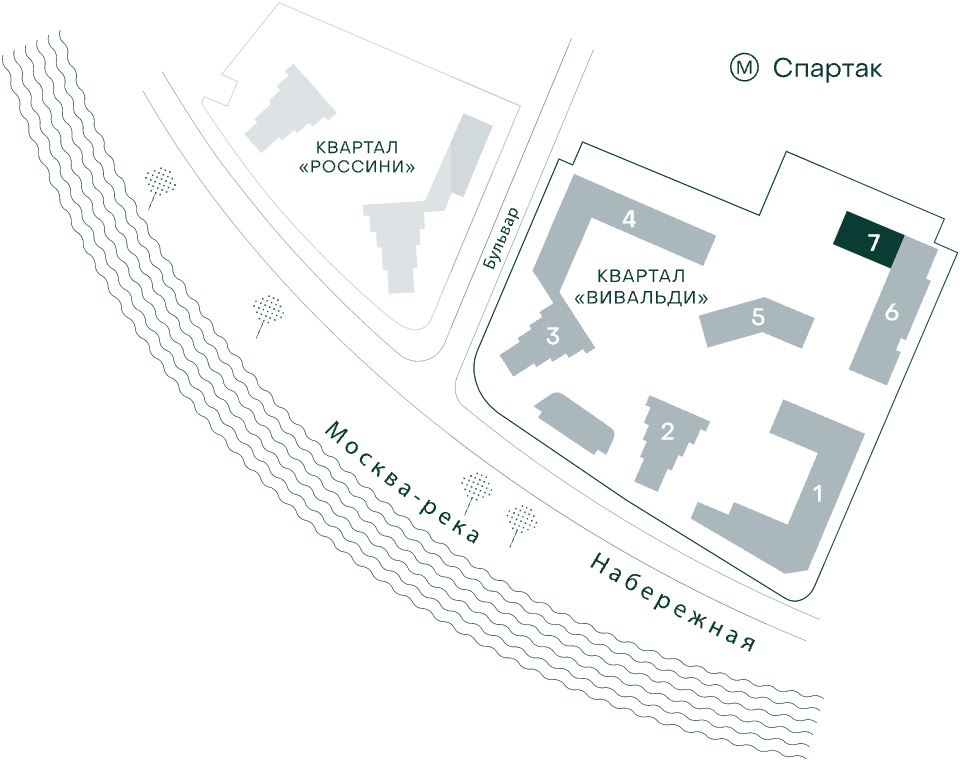 М Спартак
КВАРТАЛ
«РОССИНИ»
Бульвар
4
7
КВАРТАЛ
«ВИВАЛЬДИ»
6
5
3
2
1
Москва-река
Набережная